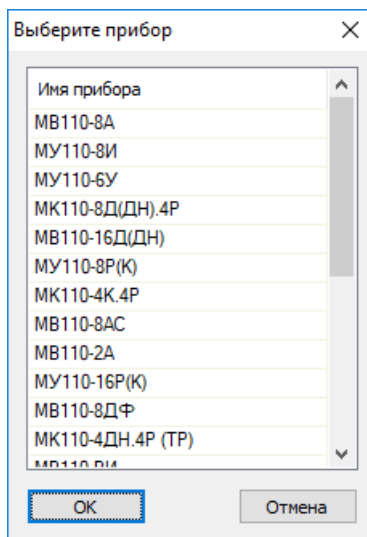 Выберите прибор
Имя прибора
МВ110-8А
МУ110-8И
МУ110-6У
МК110-8Д(ДН).4Р
МВ110-16Д(ДН)
МУ110-8Р(К)
МК110-4К.4Р
МВ110-8АС
МВ110-2А
МУ110-16Р(К)
МВ110-8ДФ
МК110-4ДН.4Р (ТР)
ОК
Отмена